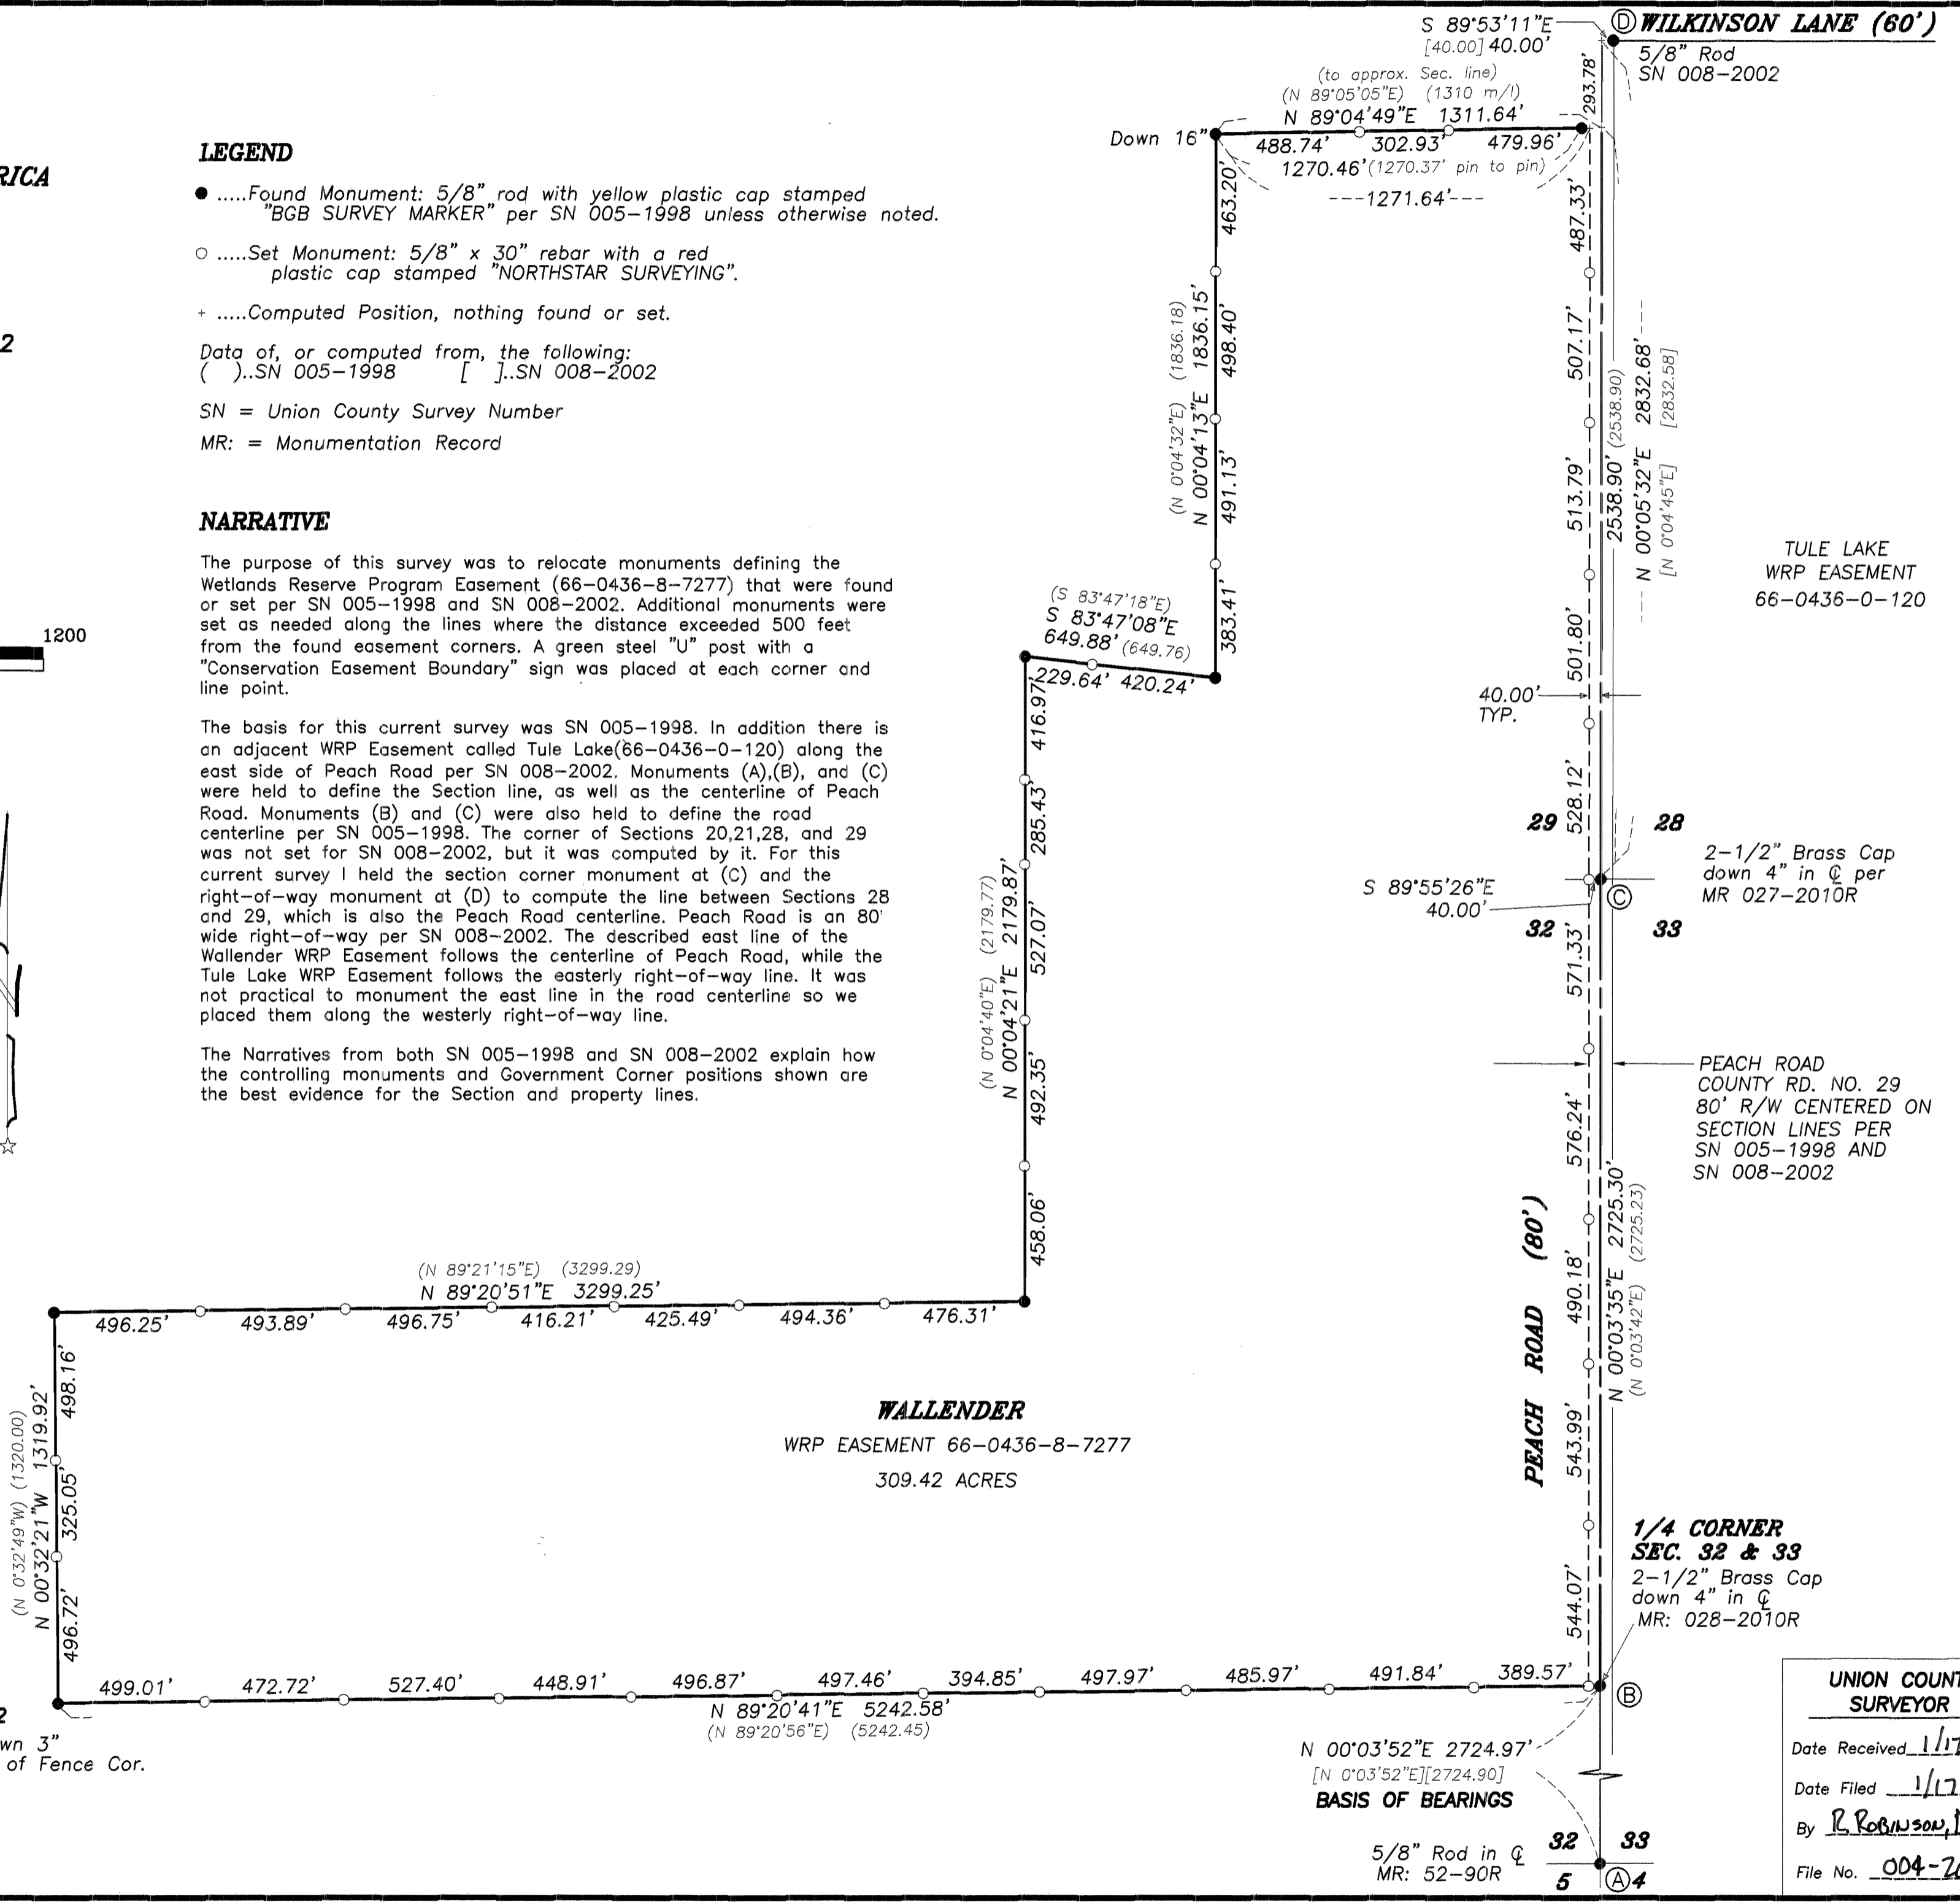 RICA
2
1200
LEGEND
● .....Found Monument: 5/8" rod with yellow plastic cap stamped
"BGB SURVEY MARKER" per SN 005-1998 unless otherwise noted.
○ .....Set Monument: 5/8" x 30" rebar with a red
plastic cap stamped "NORTHSTAR SURVEYING".
+ .....Computed Position, nothing found or set.
Data of, or computed from, the following:
( )..SN 005-1998 [ ]..SN 008-2002
SN = Union County Survey Number
MR: = Monumentation Record
NARRATIVE
The purpose of this survey was to relocate monuments defining the
Wetlands Reserve Program Easement (66-0436-8-7277) that were found
or set per SN 005-1998 and SN 008-2002. Additional monuments were
set as needed along the lines where the distance exceeded 500 feet
from the found easement corners. A green steel "U" post with a
"Conservation Easement Boundary" sign was placed at each corner and
line point.
The basis for this current survey was SN 005-1998. In addition there is
an adjacent WRP Easement called Tule Lake(66-0436-0-120) along the
east side of Peach Road per SN 008-2002. Monuments (A),(B), and (C)
were held to define the Section line, as well as the centerline of Peach
Road. Monuments (B) and (C) were also held to define the road
centerline per SN 005-1998. The corner of Sections 20,21,28, and 29
was not set for SN 008-2002, but it was computed by it. For this
current survey I held the section corner monument at (C) and the
right-of-way monument at (D) to compute the line between Sections 28
and 29, which is also the Peach Road centerline. Peach Road is an 80'
wide right-of-way per SN 008-2002. The described east line of the
Wallender WRP Easement follows the centerline of Peach Road, while the
Tule Lake WRP Easement follows the easterly right-of-way line. It was
not practical to monument the east line in the road centerline so we
placed them along the westerly right-of-way line.
The Narratives from both SN 005-1998 and SN 008-2002 explain how
the controlling monuments and Government Corner positions shown are
the best evidence for the Section and property lines.
S 89°53'11"E
[40.00] 40.00'
D WILKINSON LANE (60')
5/8" Rod
SN 008-2002
293.78'
(to approx. Sec. line)
(N 89°05'05"E) (1310 m/l)
N 89°04'49"E 1311.64'
Down 16"
488.74' 302.93' 479.96'
1270.46' (1270.37' pin to pin)
---1271.64'---
463.20'
498.40'
491.13'
383.41'
(N 0°04'32"E) (1836.18)
N 00°04'13"E 1836.15'
487.33'
507.17'
513.79'
501.80'
528.12'
2538.90' (2538.90)
--- N 00°05'32"E 2832.68' ---
[N 0°04'45"E] [2832.58]
TULE LAKE
WRP EASEMENT
66-0436-0-120
(S 83°47'18"E)
S 83°47'08"E
649.88' (649.76)
229.64' 420.24'
40.00'
TYP.
416.97'
285.43'
527.07'
492.35'
458.06'
(N 0°04'40"E) (2179.77)
N 00°04'21"E 2179.87'
29 28
2-1/2" Brass Cap
down 4" in ℄ per
MR 027-2010R
S 89°55'26"E
40.00'
C
32 33
571.33'
576.24'
490.18'
543.99'
544.07'
PEACH ROAD
COUNTY RD. NO. 29
80' R/W CENTERED ON
SECTION LINES PER
SN 005-1998 AND
SN 008-2002
N 00°03'35"E 2725.30'
(N 0°03'42"E) (2725.23)
PEACH ROAD (80')
(N 89°21'15"E) (3299.29)
N 89°20'51"E 3299.25'
496.25' 493.89' 496.75' 416.21' 425.49' 494.36' 476.31'
498.16'
325.05'
496.72'
(N 0°32'49"W) (1320.00)
N 00°32'21"W 1319.92'
WALLENDER
WRP EASEMENT 66-0436-8-7277
309.42 ACRES
1/4 CORNER
SEC. 32 & 33
2-1/2" Brass Cap
down 4" in ℄
MR: 028-2010R
499.01' 472.72' 527.40' 448.91' 496.87' 497.46' 394.85' 497.97' 485.97' 491.84' 389.57'
N 89°20'41"E 5242.58'
(N 89°20'56"E) (5242.45)
B
2
wn 3"
of Fence Cor.
N 00°03'52"E 2724.97'
[N 0°03'52"E][2724.90]
BASIS OF BEARINGS
5/8" Rod in ℄
MR: 52-90R
32 33
5 A 4
UNION COUNT
SURVEYOR
Date Received 1/17
Date Filed 1/17
By R. ROBINSON,
File No. 004-20